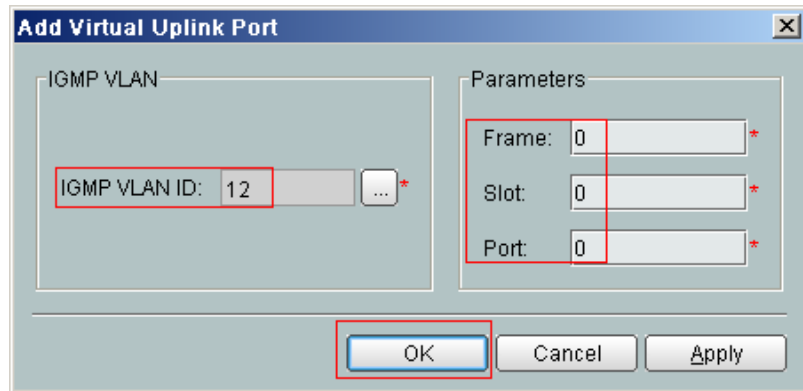 Add Virtual Uplink Port
IGMP VLAN
IGMP VLAN ID: 12 ... *
Parameters
Frame: 0 *
Slot: 0 *
Port: 0 *
OK Cancel Apply